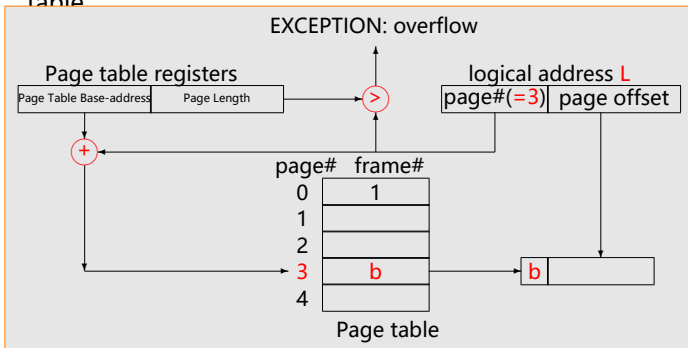 Table
EXCEPTION: overflow
Page table registers
logical address L
Page Table Base-address
Page Length
>
page#(=3)
page offset
+
page#
frame#
0
1
1
2
3
b
b
4
Page table